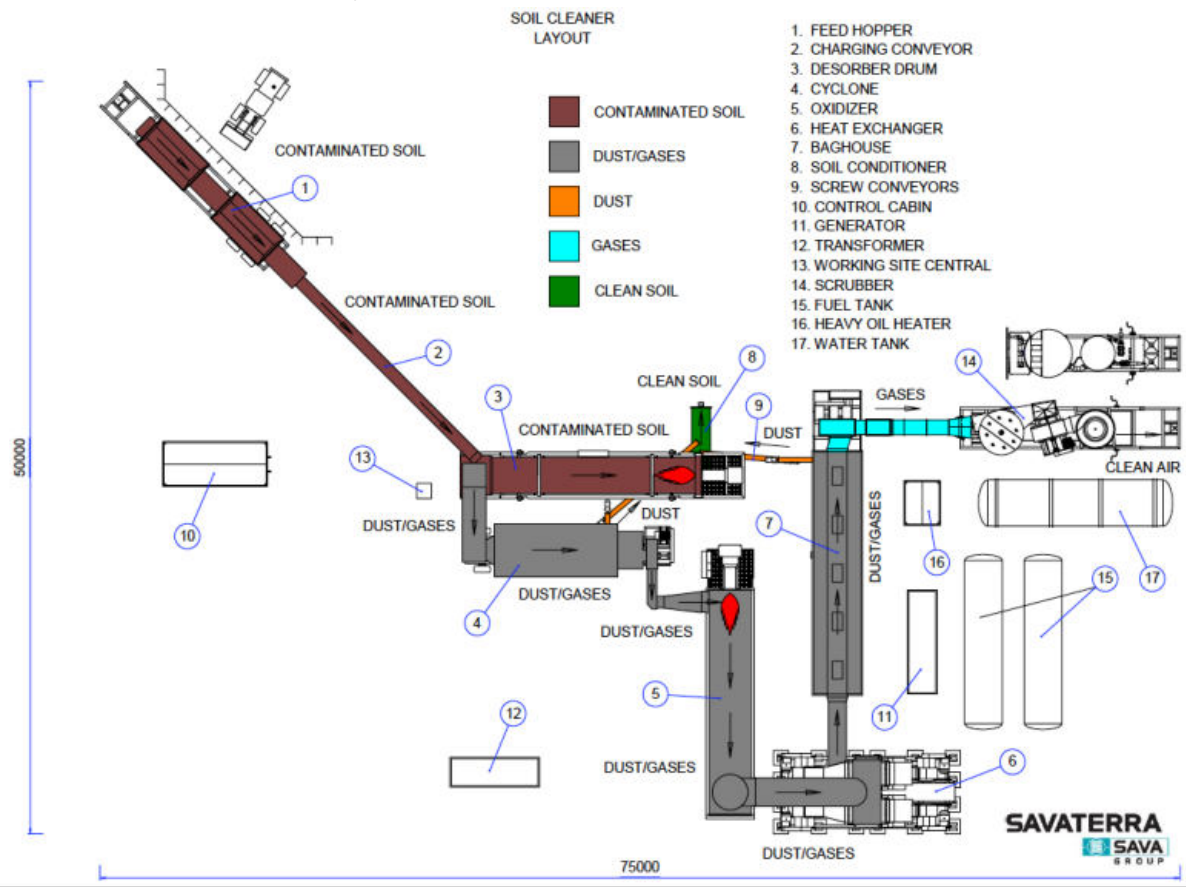 SOIL CLEANER
LAYOUT
1. FEED HOPPER
2. CHARGING CONVEYOR
3. DESORBER DRUM
4. CYCLONE
5. OXIDIZER
6. HEAT EXCHANGER
7. BAGHOUSE
8. SOIL CONDITIONER
9. SCREW CONVEYORS
10. CONTROL CABIN
11. GENERATOR
12. TRANSFORMER
13. WORKING SITE CENTRAL
14. SCRUBBER
15. FUEL TANK
16. HEAVY OIL HEATER
17. WATER TANK
CONTAMINATED SOIL
DUST/GASES
DUST
GASES
CLEAN SOIL
CONTAMINATED SOIL
1
CONTAMINATED SOIL
2
3
CLEAN SOIL
8
9
GASES
14
CONTAMINATED SOIL
DUST
CLEAN AIR
50000
10
13
DUST/GASES
DUST
7
DUST/GASES
16
17
15
4
DUST/GASES
DUST/GASES
5
11
12
DUST/GASES
6
DUST/GASES
75000
SAVATERRA
SAVA
GROUP